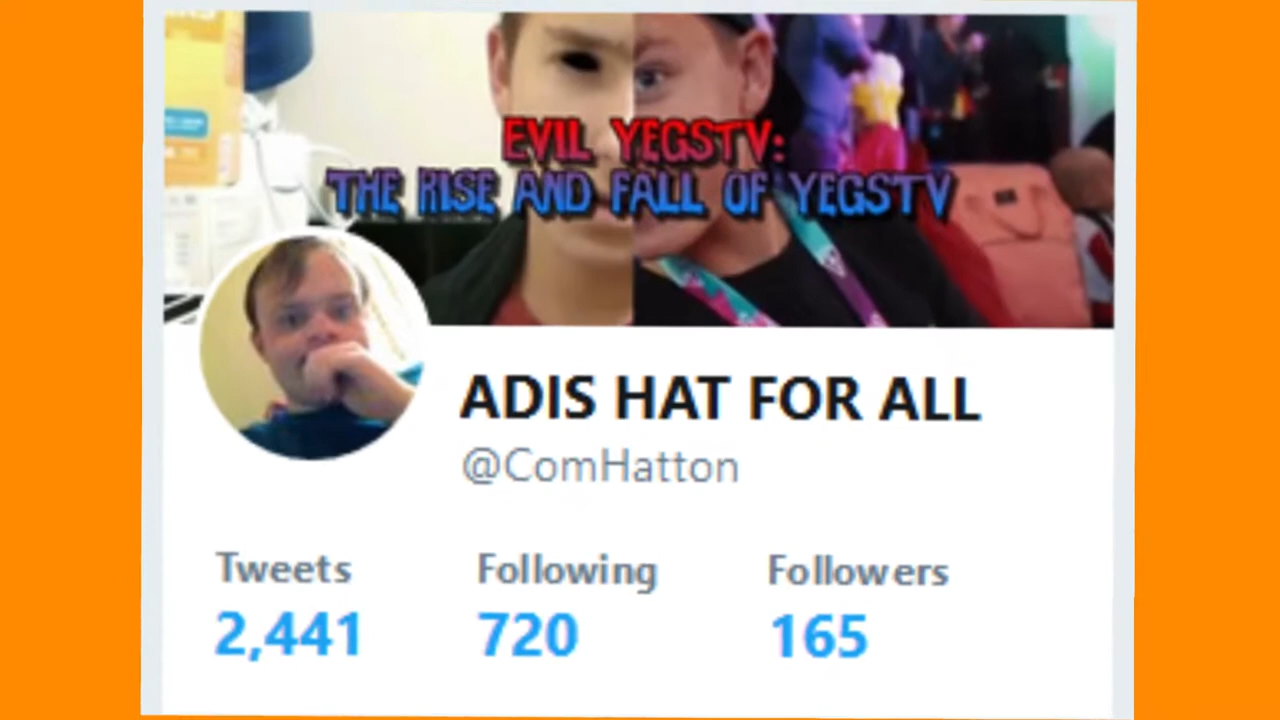 EVIL YEGSTV:
THE RISE AND FALL OF YEGSTV
ADIS HAT FOR ALL
@ComHatton
Tweets Following Followers
2,441 720 165